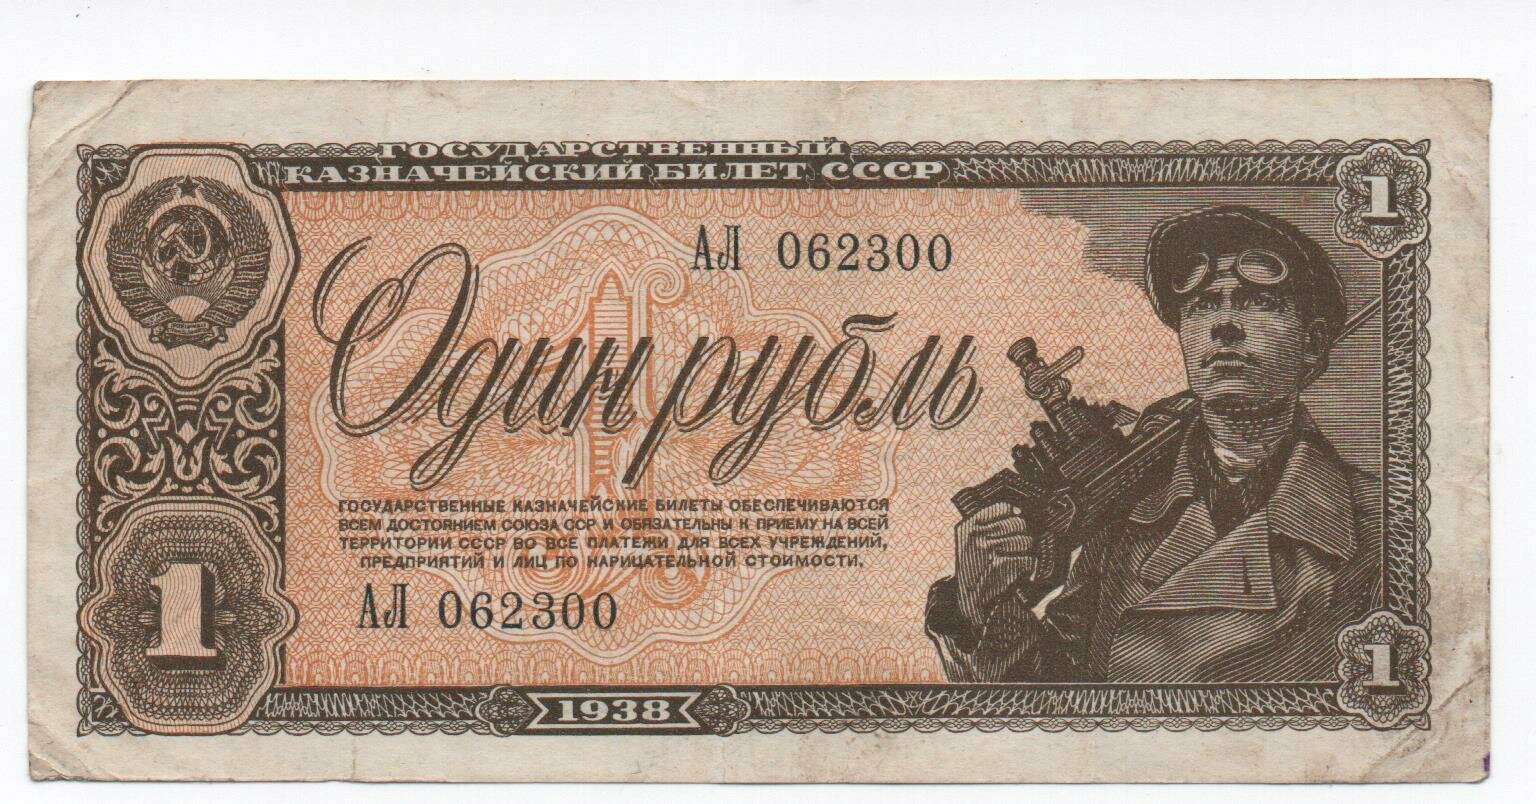 ГОСУДАРСТВЕННЫЙ
КАЗНАЧЕЙСКИЙ БИЛЕТ СССР
1
АЛ 062300
Один рубль
ГОСУДАРСТВЕННЫЕ КАЗНАЧЕЙСКИЕ БИЛЕТЫ ОБЕСПЕЧИВАЮТСЯ
ВСЕМ ДОСТОЯНИЕМ СОЮЗА ССР И ОБЯЗАТЕЛЬНЫ К ПРИЕМУ НА ВСЕЙ
ТЕРРИТОРИИ СССР ВО ВСЕ ПЛАТЕЖИ ДЛЯ ВСЕХ УЧРЕЖДЕНИЙ,
ПРЕДПРИЯТИЙ И ЛИЦ ПО НАРИЦАТЕЛЬНОЙ СТОИМОСТИ.
АЛ 062300
1
1
1938